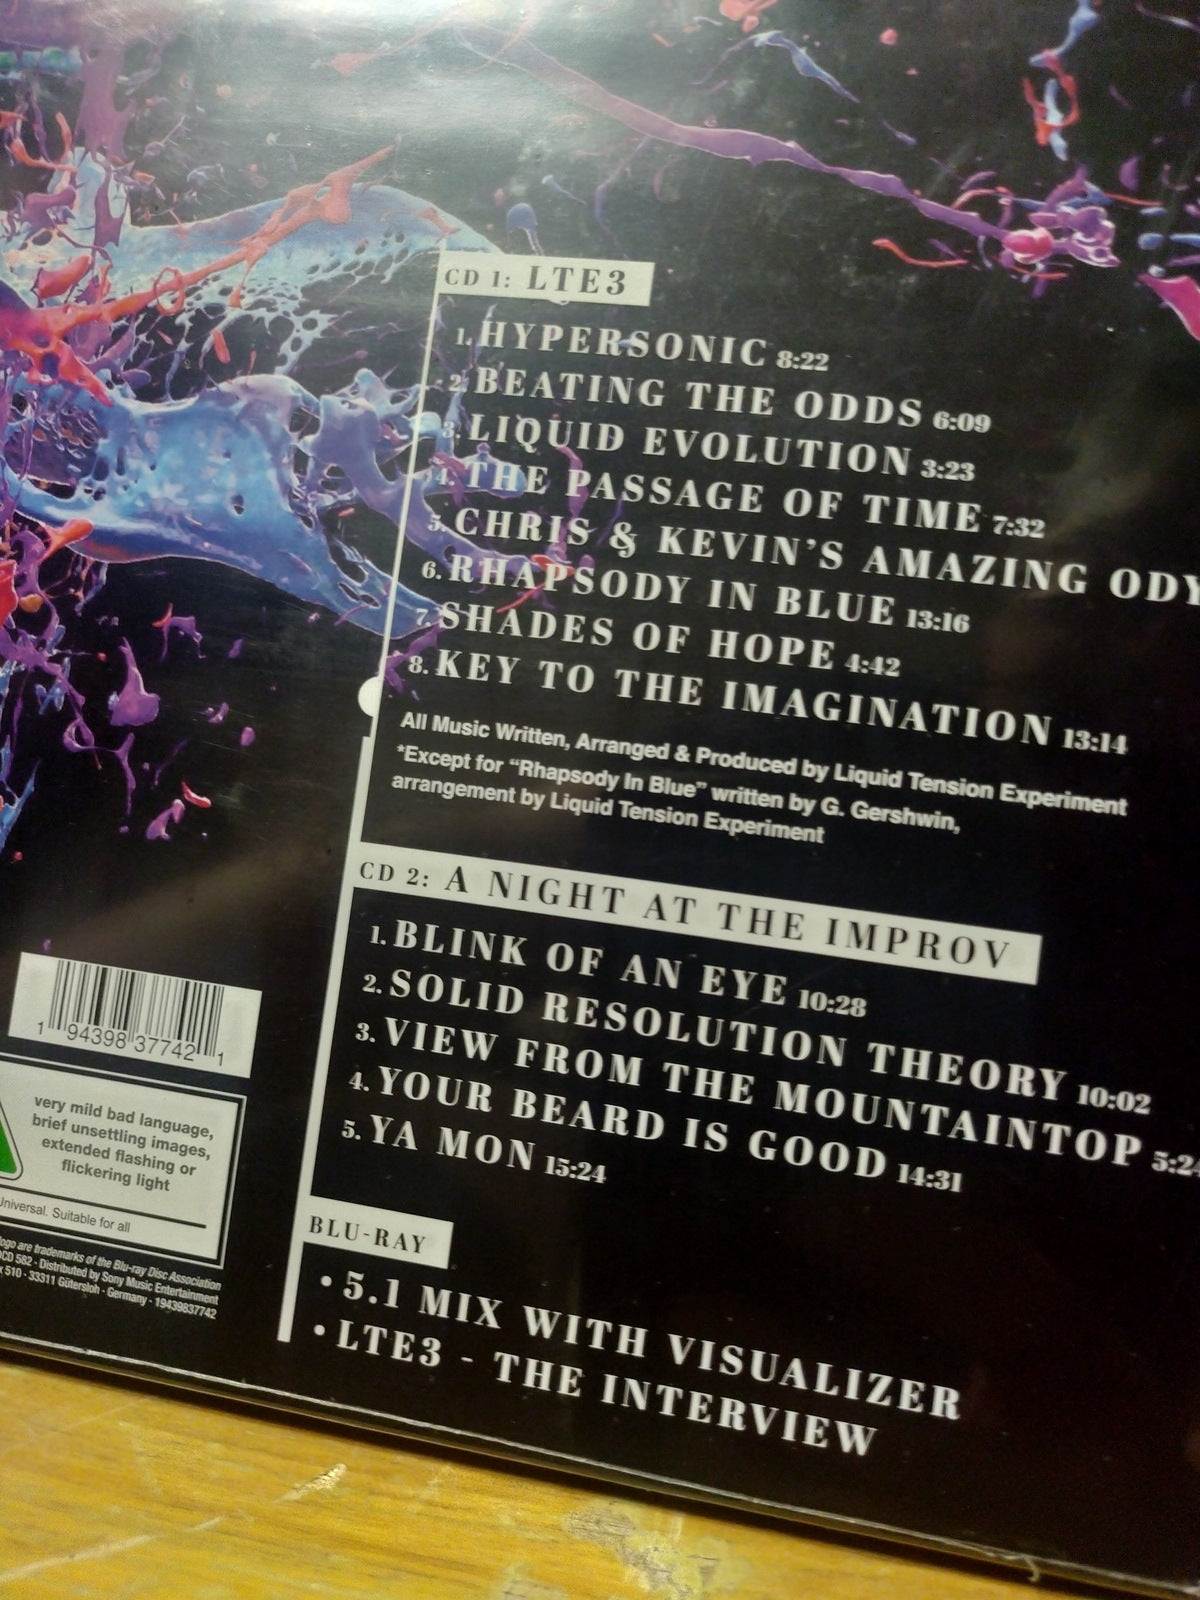 CD 1: LTE3
1. HYPERSONIC 8:22
2. BEATING THE ODDS 6:09
3. LIQUID EVOLUTION 3:23
4. THE PASSAGE OF TIME 7:32
5. CHRIS & KEVIN'S AMAZING ODY
6. RHAPSODY IN BLUE 13:16
7. SHADES OF HOPE 4:42
8. KEY TO THE IMAGINATION 13:14
All Music Written, Arranged & Produced by Liquid Tension Experiment
*Except for "Rhapsody In Blue" written by G. Gershwin,
arrangement by Liquid Tension Experiment
CD 2: A NIGHT AT THE IMPROV
1. BLINK OF AN EYE 10:28
2. SOLID RESOLUTION THEORY 10:02
3. VIEW FROM THE MOUNTAINTOP 5:24
4. YOUR BEARD IS GOOD 14:31
5. YA MON 15:24
BLU-RAY
• 5.1 MIX WITH VISUALIZER
• LTE3 - THE INTERVIEW
1 94398 37742 1
very mild bad language,
brief unsettling images,
extended flashing or
flickering light
Universal. Suitable for all
logo are trademarks of the Blu-ray Disc Association
CD 582 · Distributed by Sony Music Entertainment
510 · 33311 Gütersloh · Germany · 19439837742